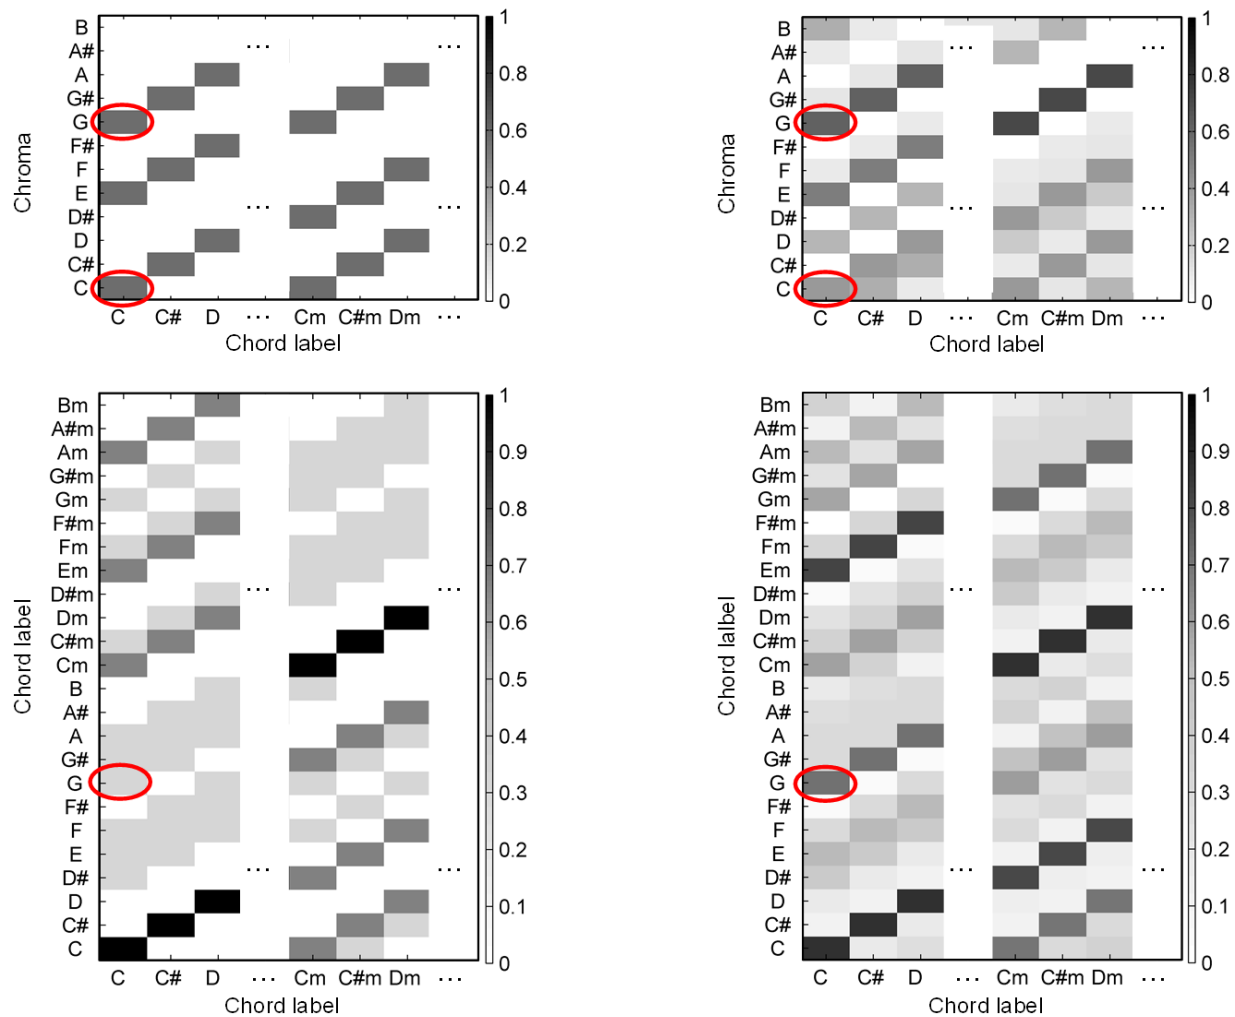 B
A#
A
G#
G
F#
F
E
D#
D
C#
C
Chroma
1
0.8
0.6
0.4
0.2
0
...
...
...
...
C C# D ... Cm C#m Dm ...
Chord label
B
A#
A
G#
G
F#
F
E
D#
D
C#
C
Chroma
1
0.8
0.6
0.4
0.2
0
...
...
...
...
C C# D ... Cm C#m Dm ...
Chord label
Bm
A#m
Am
G#m
Gm
F#m
Fm
Em
D#m
Dm
C#m
Cm
B
A#
A
G#
G
F#
F
E
D#
D
C#
C
Chord label
1
0.9
0.8
0.7
0.6
0.5
0.4
0.3
0.2
0.1
0
...
...
...
...
C C# D ... Cm C#m Dm ...
Chord label
Bm
A#m
Am
G#m
Gm
F#m
Fm
Em
D#m
Dm
C#m
Cm
B
A#
A
G#
G
F#
F
E
D#
D
C#
C
Chord lalbel
1
0.9
0.8
0.7
0.6
0.5
0.4
0.3
0.2
0.1
0
...
...
...
...
C C# D ... Cm C#m Dm ...
Chord label